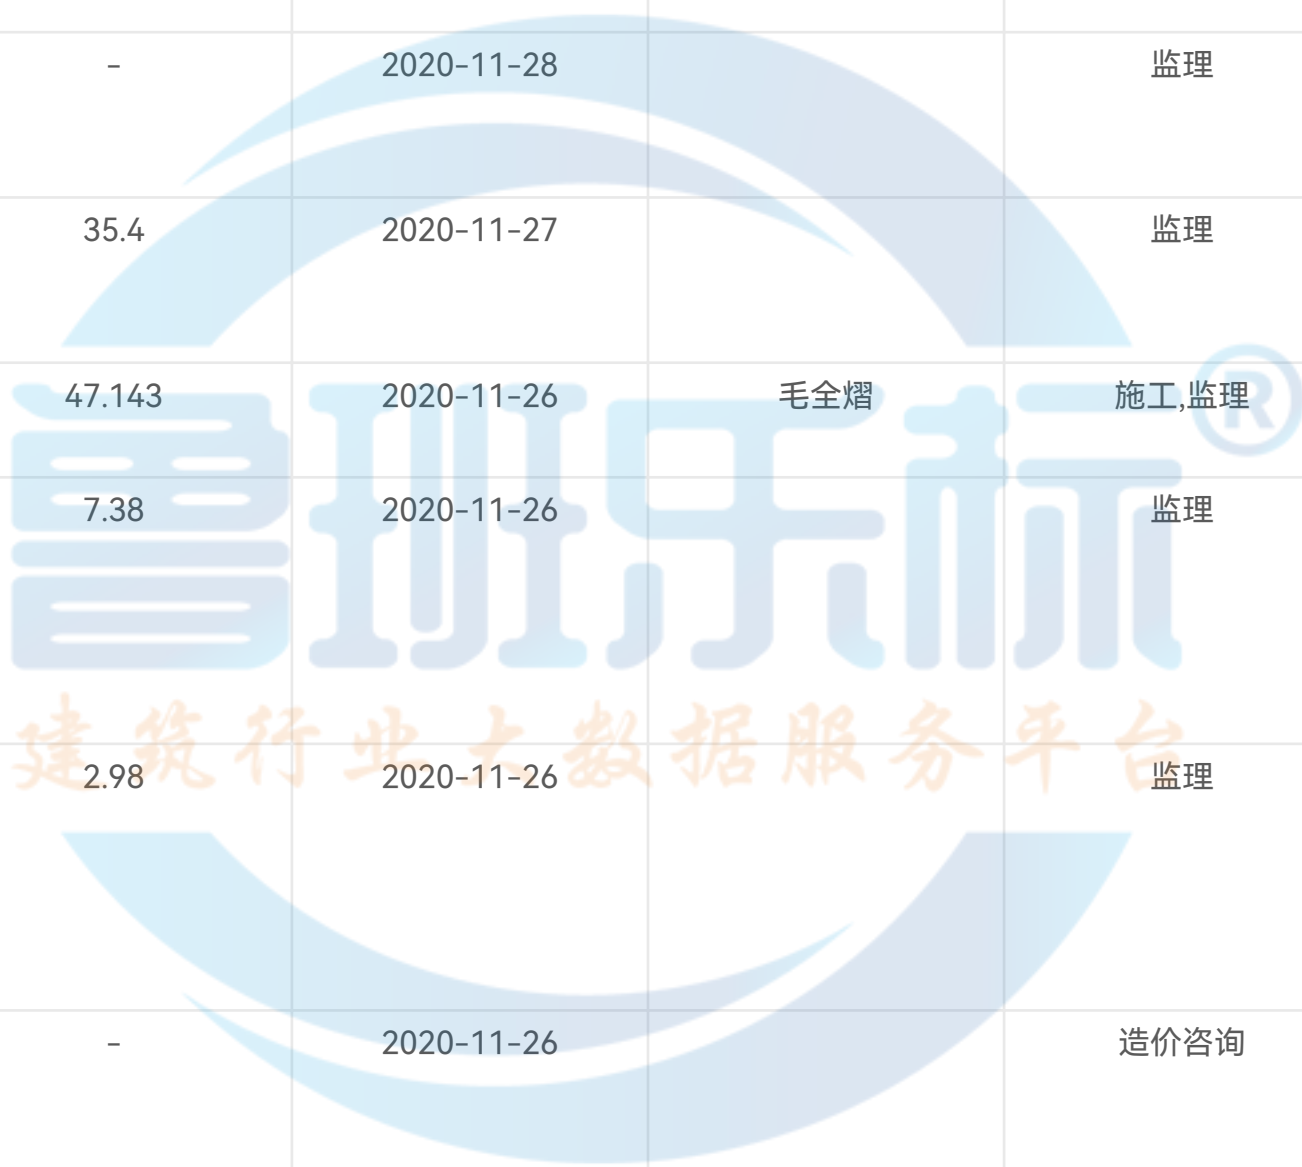 - 2020-11-28 监理
35.4 2020-11-27 监理
47.143 2020-11-26 毛全熠 施工,监理
7.38 2020-11-26 监理
2.98 2020-11-26 监理
- 2020-11-26 造价咨询
鲁班乐标®
建筑行业大数据服务平台